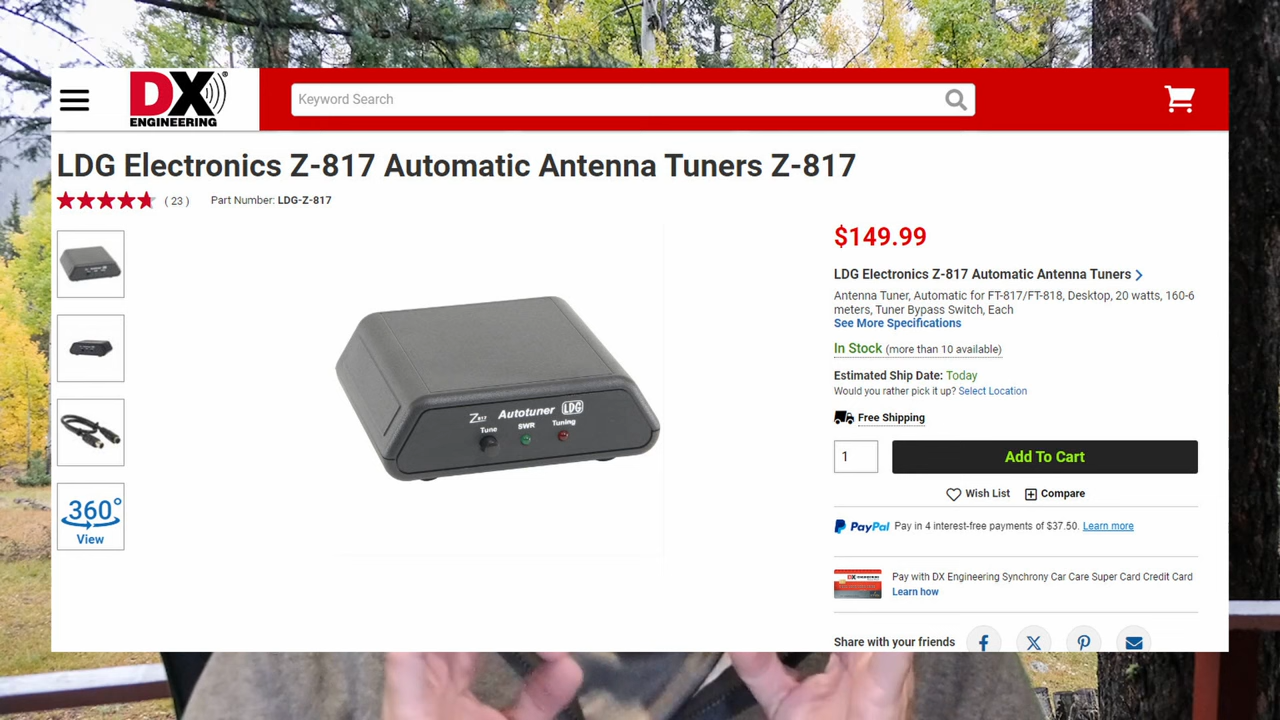 DX
ENGINEERING
®
Keyword Search
LDG Electronics Z-817 Automatic Antenna Tuners Z-817
( 23 )
Part Number: LDG-Z-817
Z817 Autotuner LDG
Tune SWR Tuning
360°
View
$149.99
LDG Electronics Z-817 Automatic Antenna Tuners
Antenna Tuner, Automatic for FT-817/FT-818, Desktop, 20 watts, 160-6
meters, Tuner Bypass Switch, Each
See More Specifications
In Stock (more than 10 available)
Estimated Ship Date: Today
Would you rather pick it up? Select Location
Free Shipping
1
Add To Cart
Wish List
Compare
PayPal Pay in 4 interest-free payments of $37.50. Learn more
Pay with DX Engineering Synchrony Car Care Super Card Credit Card
Learn how
Share with your friends